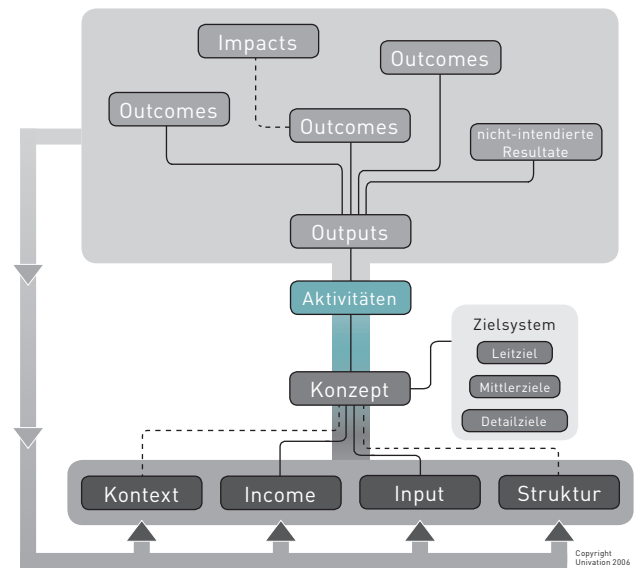 Impacts
Outcomes
Outcomes
Outcomes
nicht-intendierte
Resultate
Outputs
Aktivitäten
Zielsystem
Leitziel
Konzept
Mittlerziele
Detailziele
Kontext
Income
Input
Struktur
Copyright
Univation 2006